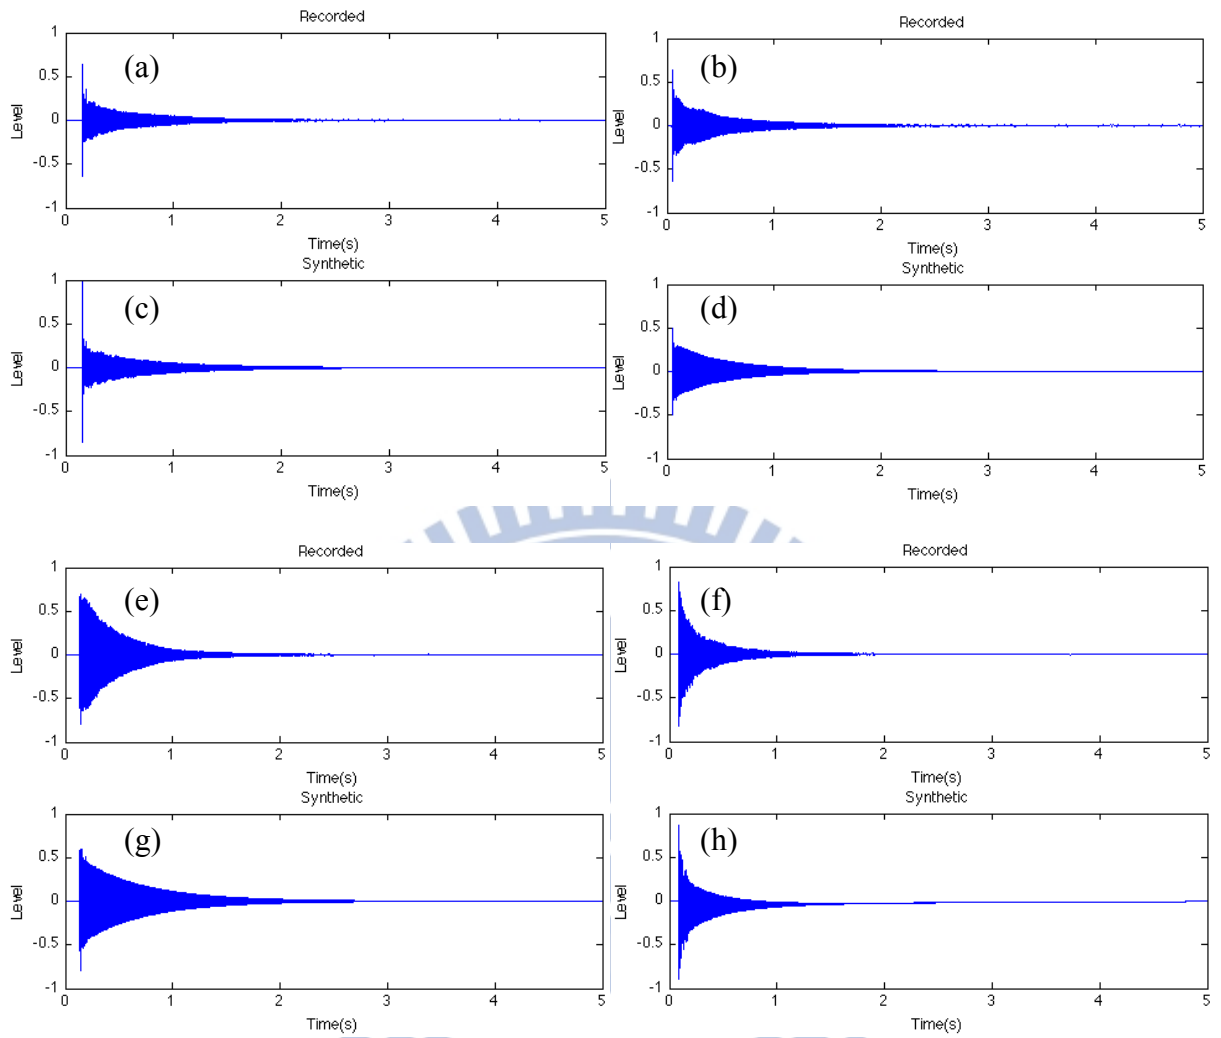 Recorded
(a)
1
0.5
0
-0.5
-1
Level
0 1 2 3 4 5
Time(s)
Recorded
(b)
1
0.5
0
-0.5
-1
Level
0 1 2 3 4 5
Time(s)
Synthetic
(c)
1
0.5
0
-0.5
-1
Level
0 1 2 3 4 5
Time(s)
Synthetic
(d)
1
0.5
0
-0.5
-1
Level
0 1 2 3 4 5
Time(s)
Recorded
(e)
1
0.5
0
-0.5
-1
Level
0 1 2 3 4 5
Time(s)
Recorded
(f)
1
0.5
0
-0.5
-1
Level
0 1 2 3 4 5
Time(s)
Synthetic
(g)
1
0.5
0
-0.5
-1
Level
0 1 2 3 4 5
Time(s)
Synthetic
(h)
1
0.5
0
-0.5
-1
Level
0 1 2 3 4 5
Time(s)